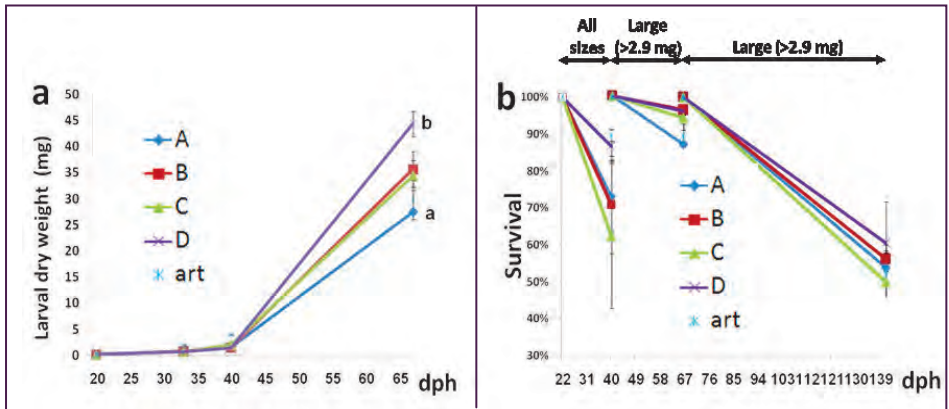 a
Larval dry weight (mg)
50
45
40
35
30
25
20
15
10
5
0
A
B
C
D
art
b
a
20 25 30 35 40 45 50 55 60 65 dph
All sizes
Large (>2.9 mg)
Large (>2.9 mg)
b
Survival
100%
90%
80%
70%
60%
50%
40%
30%
A
B
C
D
art
22 31 40 49 58 67 76 85 94 103112121130139 dph